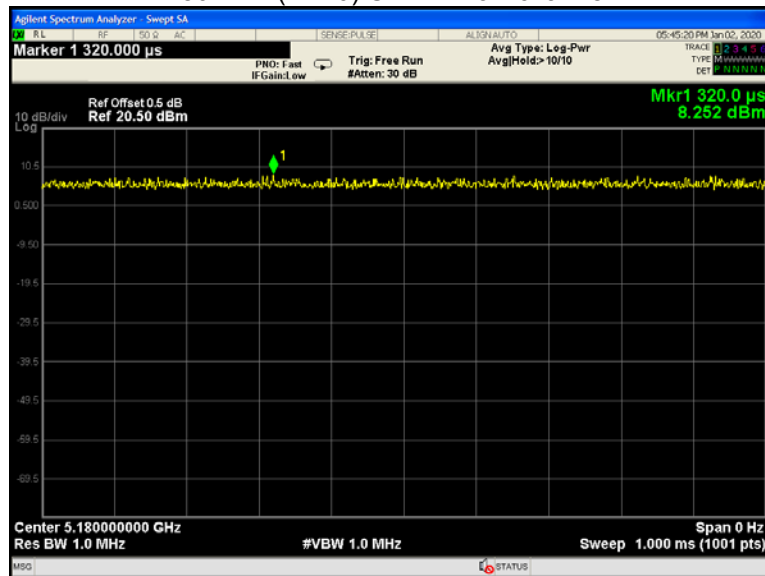 Agilent Spectrum Analyzer - Swept SA
RL RF 50 Ω AC SENSE:PULSE ALIGNAUTO 05:45:20 PM Jan 02, 2020
Marker 1 320.000 µs
Avg Type: Log-Pwr
TRACE 1 2 3 4 5 6
PNO: Fast Trig: Free Run Avg|Hold:>10/10 TYPE M
IFGain:Low #Atten: 30 dB DET P N N N N N
Mkr1 320.0 µs
Ref Offset 0.5 dB
10 dB/div Ref 20.50 dBm 8.252 dBm
Log
1
10.5
0.500
-9.50
-19.5
-29.5
-39.5
-49.5
-59.5
-69.5
Center 5.180000000 GHz Span 0 Hz
Res BW 1.0 MHz #VBW 1.0 MHz Sweep 1.000 ms (1001 pts)
MSG STATUS